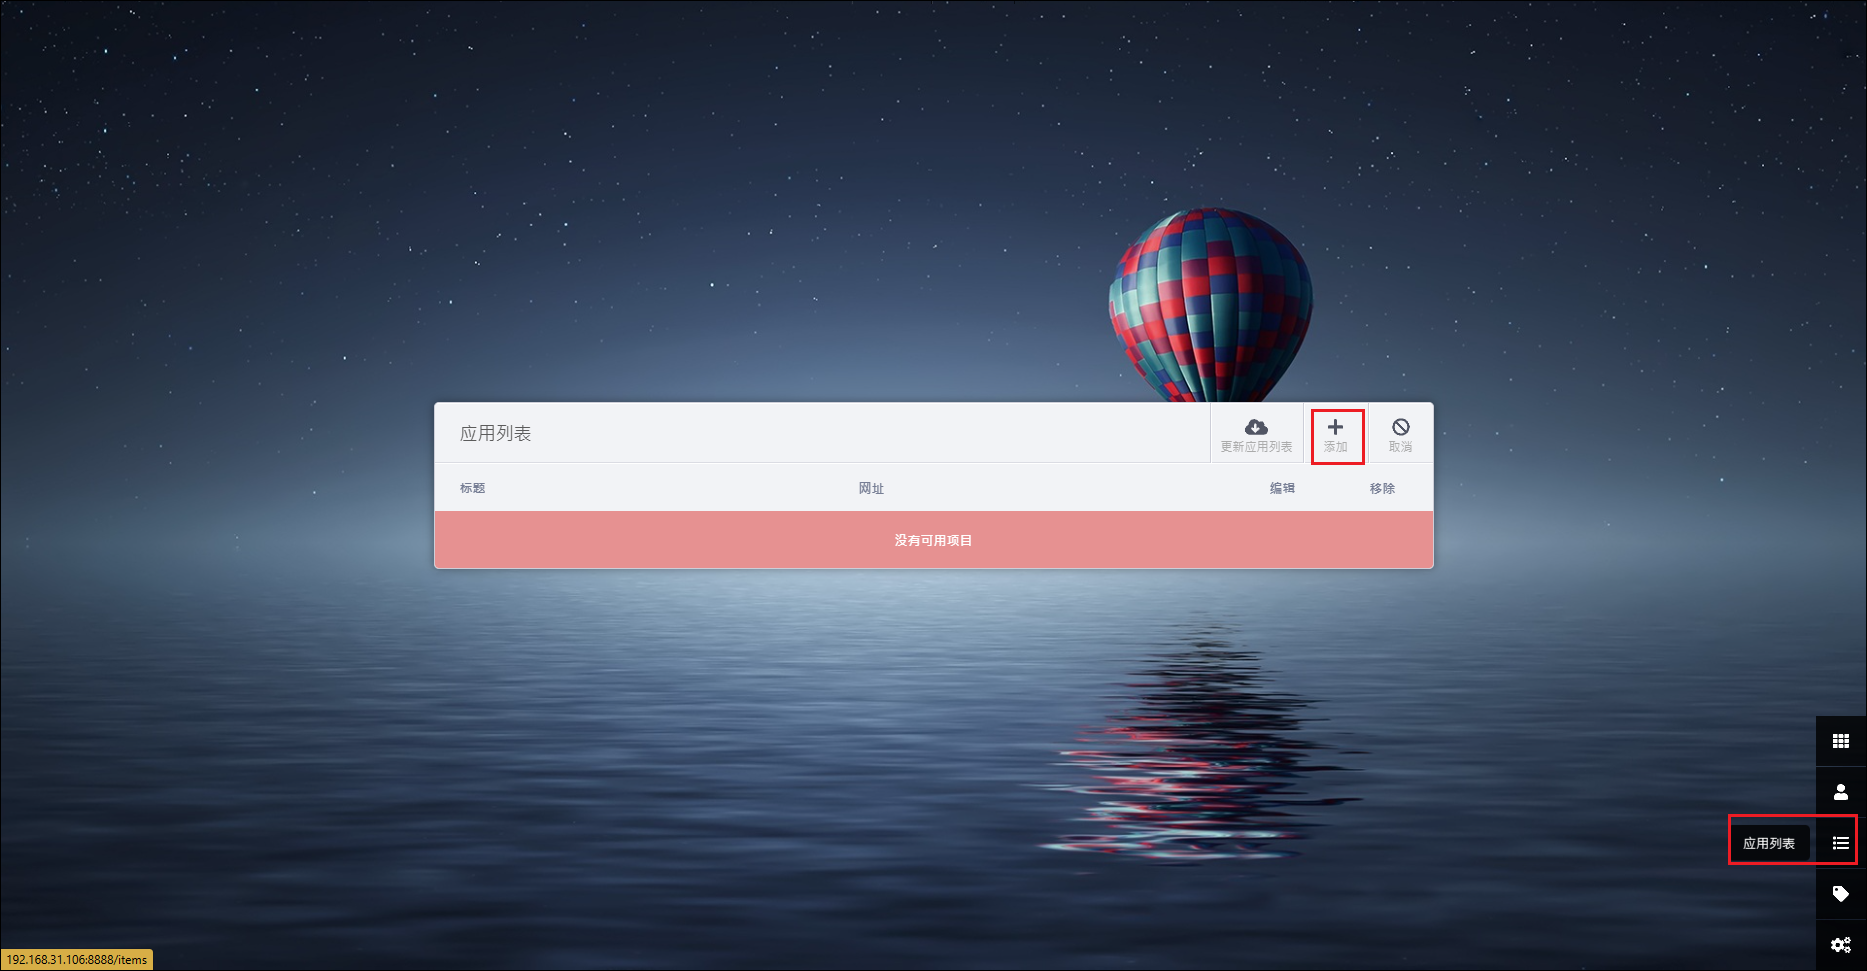 应用列表
更新应用列表
添加
取消
标题
网址
编辑
移除
没有可用项目
应用列表
192.168.31.106:8888/items